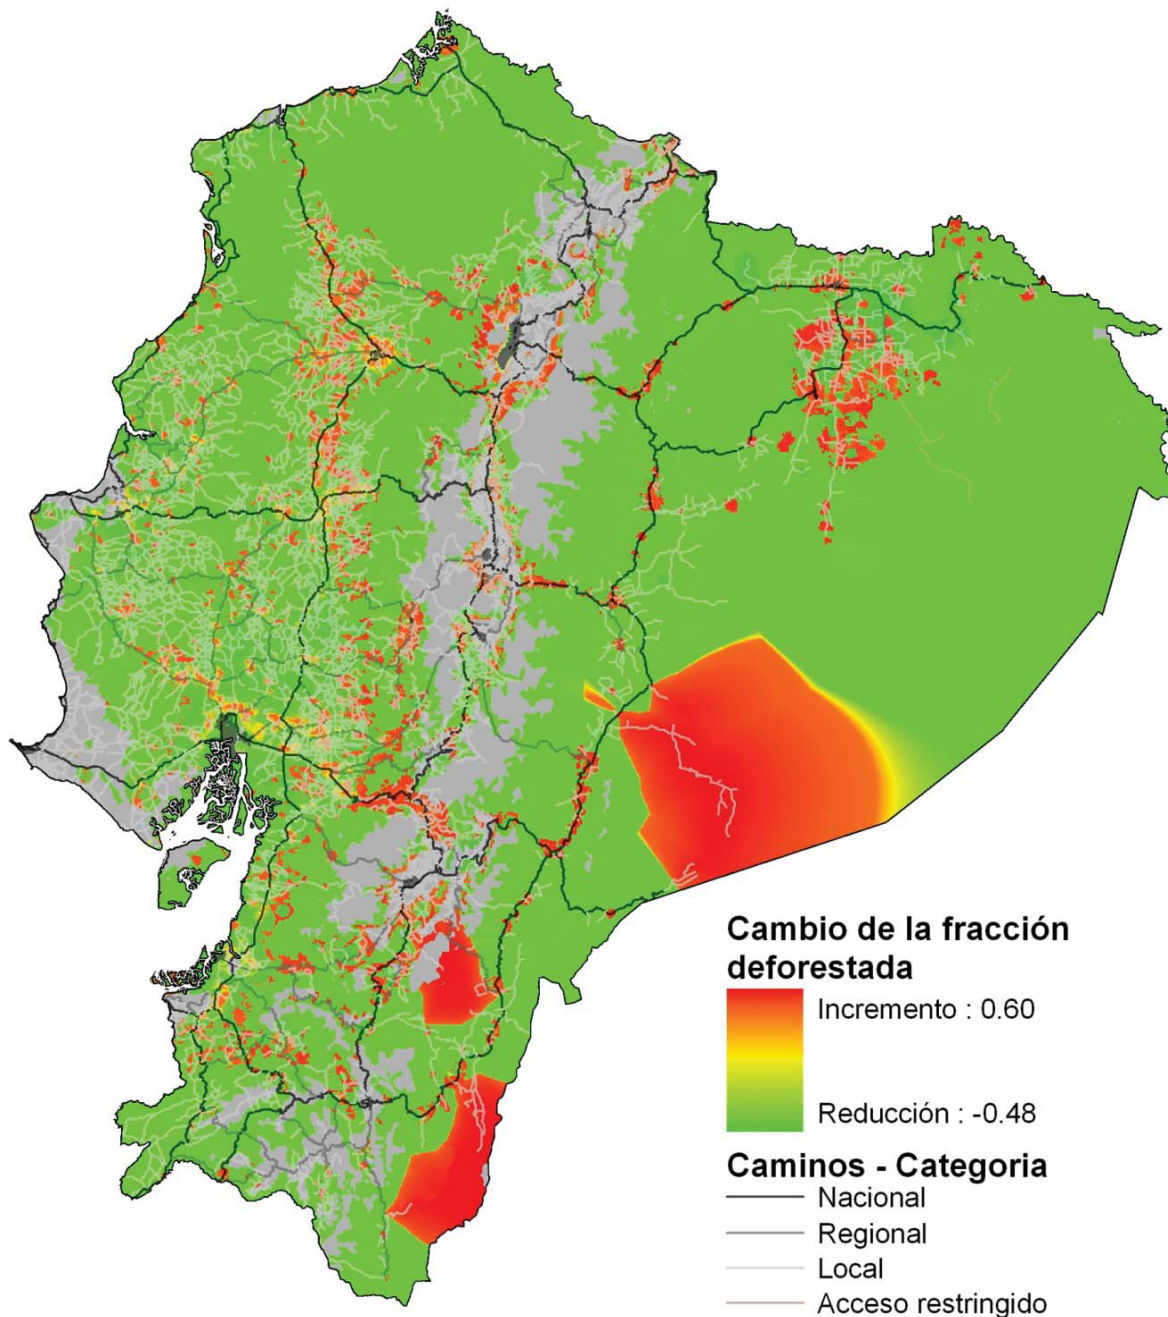 Cambio de la fracción
deforestada
Incremento : 0.60
Reducción : -0.48
Caminos - Categoria
Nacional
Regional
Local
Acceso restringido